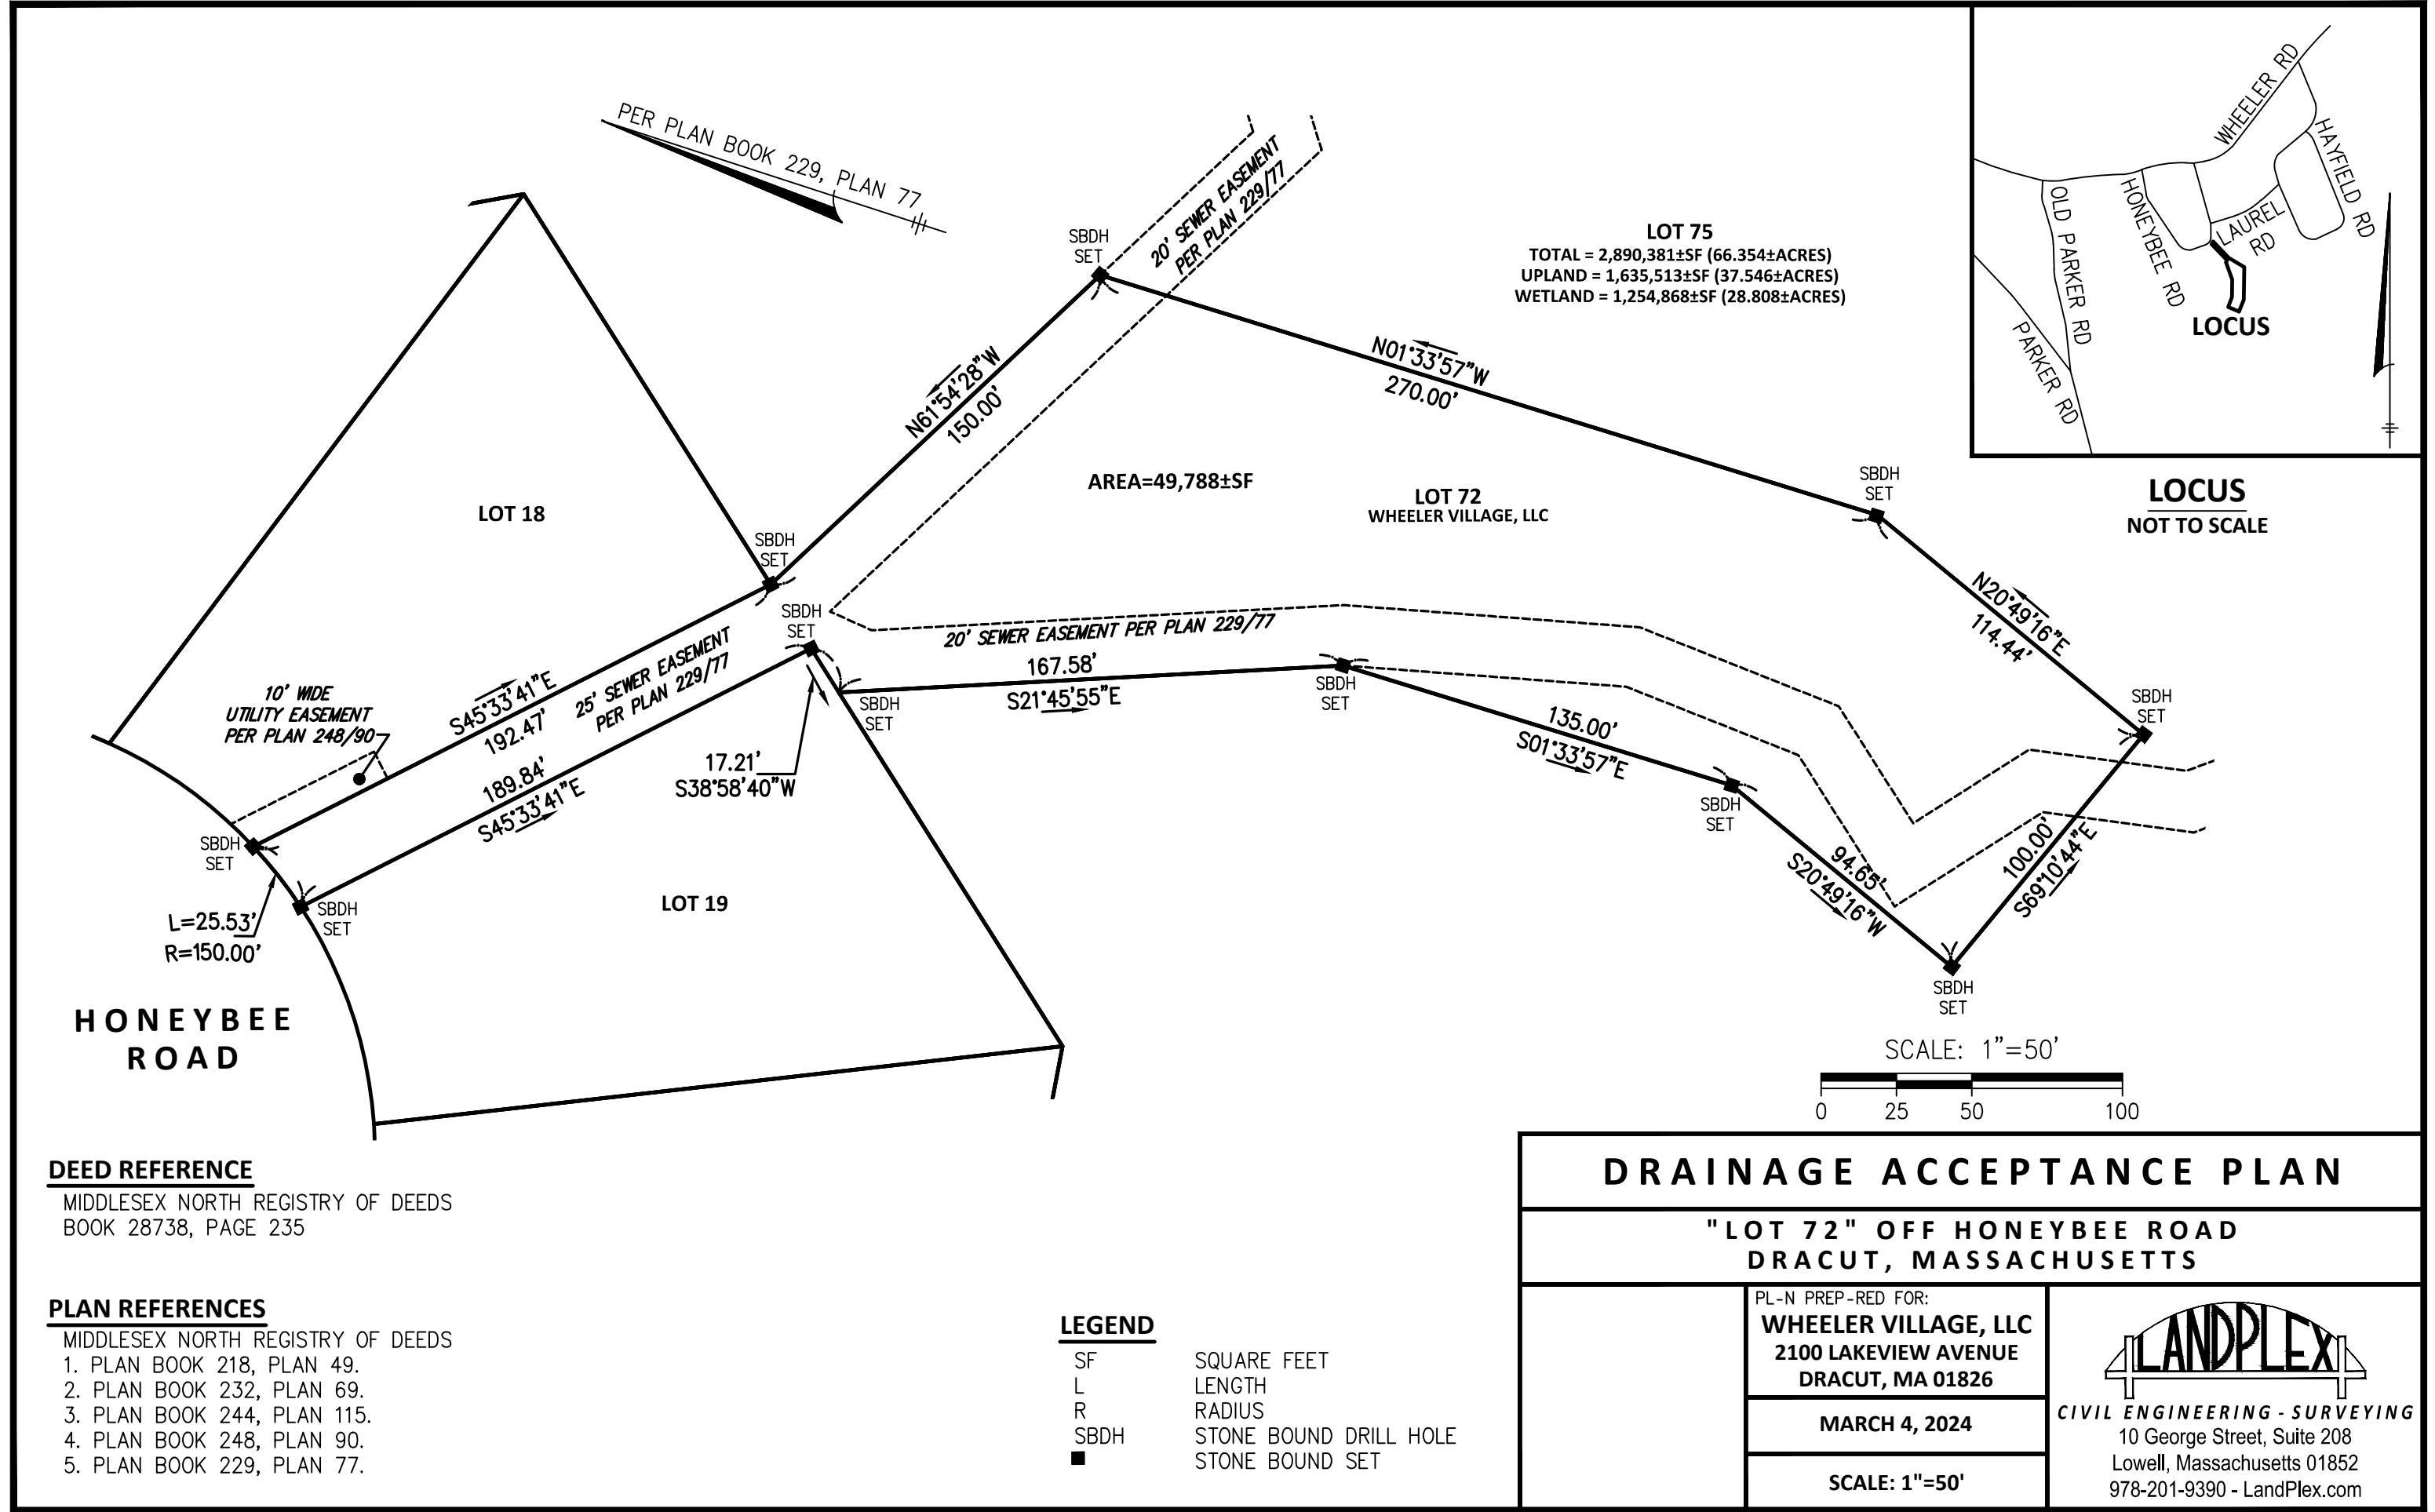 PER PLAN BOOK 229, PLAN 77
20' SEWER EASEMENT
PER PLAN 229/77
LOT 75
TOTAL = 2,890,381±SF (66.354±ACRES)
UPLAND = 1,635,513±SF (37.546±ACRES)
WETLAND = 1,254,868±SF (28.808±ACRES)
WHEELER RD
HAYFIELD RD
OLD PARKER RD
HONEYBEE RD
LAUREL
RD
PARKER RD
LOCUS
LOCUS
NOT TO SCALE
SBDH
SET
N61°54'28"W
150.00'
N01°33'57"W
270.00'
AREA=49,788±SF
LOT 72
WHEELER VILLAGE, LLC
SBDH
SET
LOT 18
SBDH
SET
SBDH
SET
N20°49'16"E
114.44'
20' SEWER EASEMENT PER PLAN 229/77
167.58'
S21°45'55"E
SBDH
SET
SBDH
SET
SBDH
SET
10' WIDE
UTILITY EASEMENT
PER PLAN 248/90
S45°33'41"E
192.47'
25' SEWER EASEMENT
PER PLAN 229/77
189.84'
S45°33'41"E
17.21'
S38°58'40"W
135.00'
S01°33'57"E
SBDH
SET
94.65'
S20°49'16"W
100.00'
S69°10'44"E
SBDH
SET
SBDH
SET
SBDH
SET
LOT 19
L=25.53'
R=150.00'
HONEYBEE
ROAD
SCALE: 1"=50'
0 25 50 100
DEED REFERENCE
MIDDLESEX NORTH REGISTRY OF DEEDS
BOOK 28738, PAGE 235
PLAN REFERENCES
MIDDLESEX NORTH REGISTRY OF DEEDS
1. PLAN BOOK 218, PLAN 49.
2. PLAN BOOK 232, PLAN 69.
3. PLAN BOOK 244, PLAN 115.
4. PLAN BOOK 248, PLAN 90.
5. PLAN BOOK 229, PLAN 77.
LEGEND
SF SQUARE FEET
L LENGTH
R RADIUS
SBDH STONE BOUND DRILL HOLE
■ STONE BOUND SET
DRAINAGE ACCEPTANCE PLAN
"LOT 72" OFF HONEYBEE ROAD
DRACUT, MASSACHUSETTS
PL-N PREP-RED FOR:
WHEELER VILLAGE, LLC
2100 LAKEVIEW AVENUE
DRACUT, MA 01826
MARCH 4, 2024
SCALE: 1"=50'
LANDPLEX
CIVIL ENGINEERING - SURVEYING
10 George Street, Suite 208
Lowell, Massachusetts 01852
978-201-9390 - LandPlex.com